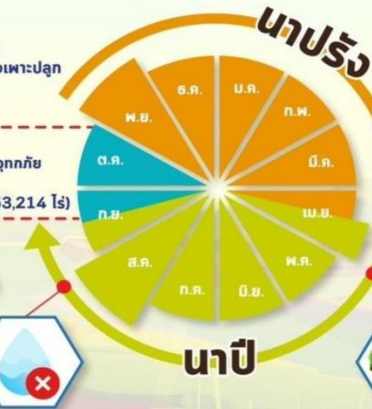 นาปรัง
เพาะปลูก
ธ.ค.
ม.ค.
พ.ย.
ก.พ.
ต.ค.
มี.ค.
อุทกภัย
53,214 ไร่)
ก.ย.
เม.ย.
ส.ค.
พ.ค.
ก.ค.
มิ.ย.
นาปี